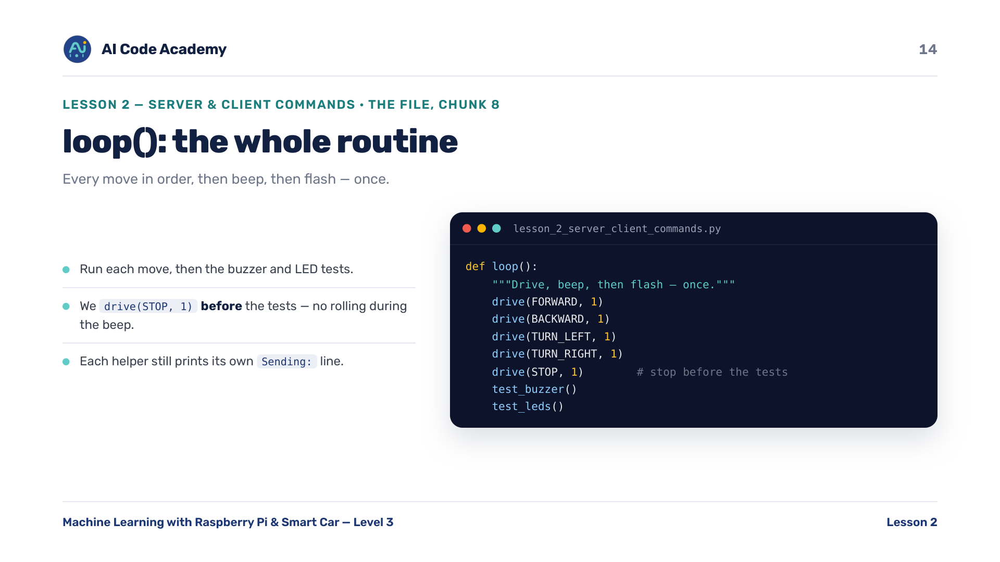 AI Code Academy
14
LESSON 2 — SERVER & CLIENT COMMANDS • THE FILE, CHUNK 8
loop(): the whole routine
Every move in order, then beep, then flash — once.
Run each move, then the buzzer and LED tests.
We drive(STOP, 1) before the tests — no rolling during
the beep.
Each helper still prints its own Sending: line.
lesson_2_server_client_commands.py
def loop():
    """Drive, beep, then flash — once."""
    drive(FORWARD, 1)
    drive(BACKWARD, 1)
    drive(TURN_LEFT, 1)
    drive(TURN_RIGHT, 1)
    drive(STOP, 1)        # stop before the tests
    test_buzzer()
    test_leds()
Machine Learning with Raspberry Pi & Smart Car — Level 3
Lesson 2